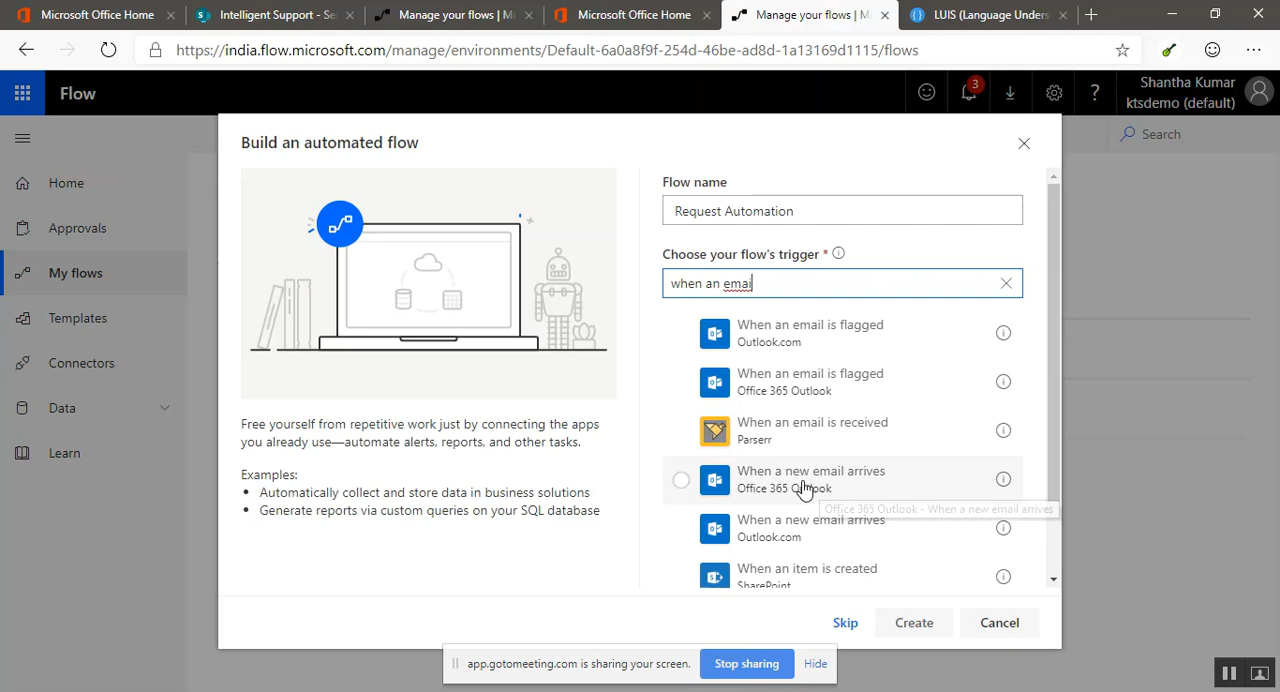 Microsoft Office Home
Intelligent Support - Se
Manage your flows | M
Microsoft Office Home
Manage your flows | M
LUIS (Language Unders
https://india.flow.microsoft.com/manage/environments/Default-6a0a8f9f-254d-46be-ad8d-1a13169d1115/flows
Flow
3
?
Shantha Kumar
ktsdemo (default)
Search
Home
Approvals
My flows
Templates
Connectors
Data
Learn
Build an automated flow
Free yourself from repetitive work just by connecting the apps
you already use—automate alerts, reports, and other tasks.
Examples:
• Automatically collect and store data in business solutions
• Generate reports via custom queries on your SQL database
Flow name
Request Automation
Choose your flow's trigger *
when an emai
When an email is flagged
Outlook.com
When an email is flagged
Office 365 Outlook
When an email is received
Parserr
When a new email arrives
Office 365 Outlook
Office 365 Outlook - When a new email arrives
When a new email arrives
Outlook.com
When an item is created
SharePoint
Skip
Create
Cancel
app.gotomeeting.com is sharing your screen.
Stop sharing
Hide